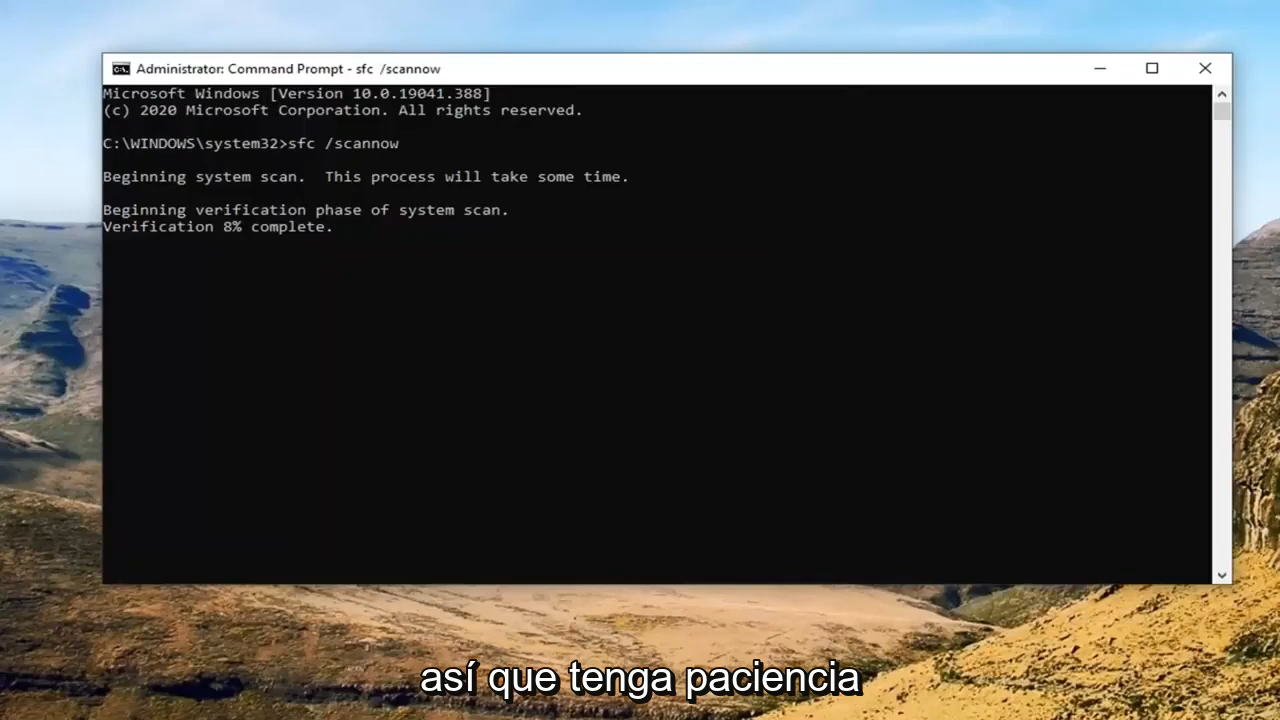 Administrator: Command Prompt - sfc  /scannow
Microsoft Windows [Version 10.0.19041.388]
(c) 2020 Microsoft Corporation. All rights reserved.
C:\WINDOWS\system32>sfc /scannow
Beginning system scan.  This process will take some time.
Beginning verification phase of system scan.
Verification 8% complete.
así que tenga paciencia